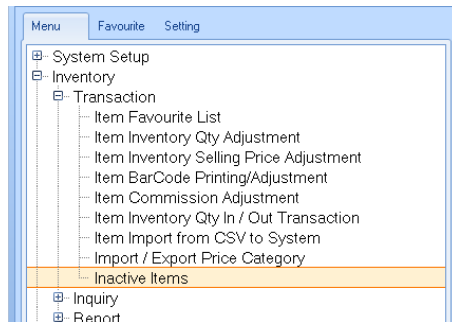 Menu Favourite Setting
System Setup
Inventory
Transaction
Item Favourite List
Item Inventory Qty Adjustment
Item Inventory Selling Price Adjustment
Item BarCode Printing/Adjustment
Item Commission Adjustment
Item Inventory Qty In / Out Transaction
Item Import from CSV to System
Import / Export Price Category
Inactive Items
Inquiry
Report